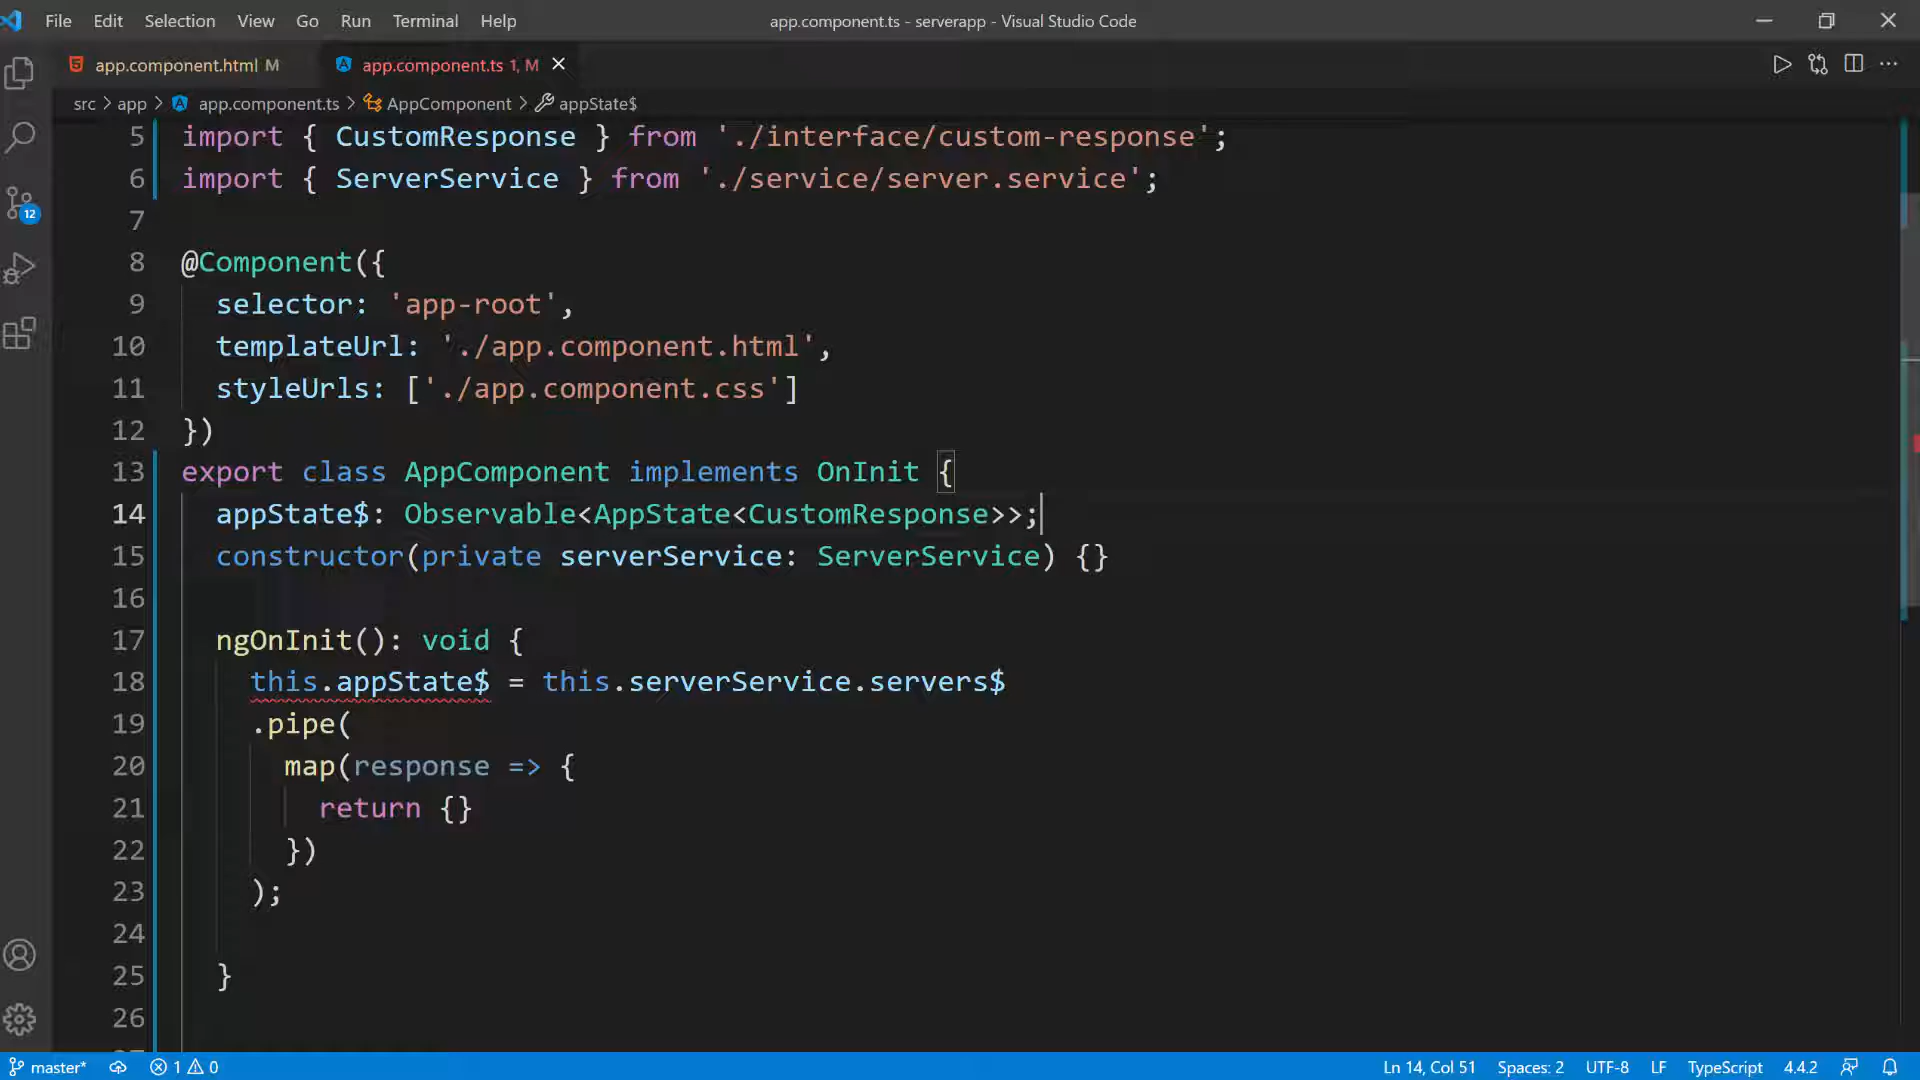 File Edit Selection View Go Run Terminal Help app.component.ts - serverapp - Visual Studio Code
app.component.html M app.component.ts 1, M
src > app > app.component.ts > AppComponent > appState$
5 import { CustomResponse } from './interface/custom-response';
6 import { ServerService } from './service/server.service';
7
8 @Component({
9 selector: 'app-root',
10 templateUrl: './app.component.html',
11 styleUrls: ['./app.component.css']
12 })
13 export class AppComponent implements OnInit {
14 appState$: Observable<AppState<CustomResponse>>;
15 constructor(private serverService: ServerService) {}
16
17 ngOnInit(): void {
18 this.appState$ = this.serverService.servers$
19 .pipe(
20 map(response => {
21 return {}
22 })
23 );
24
25 }
26
12
master* 1 0 Ln 14, Col 51 Spaces: 2 UTF-8 LF TypeScript 4.4.2